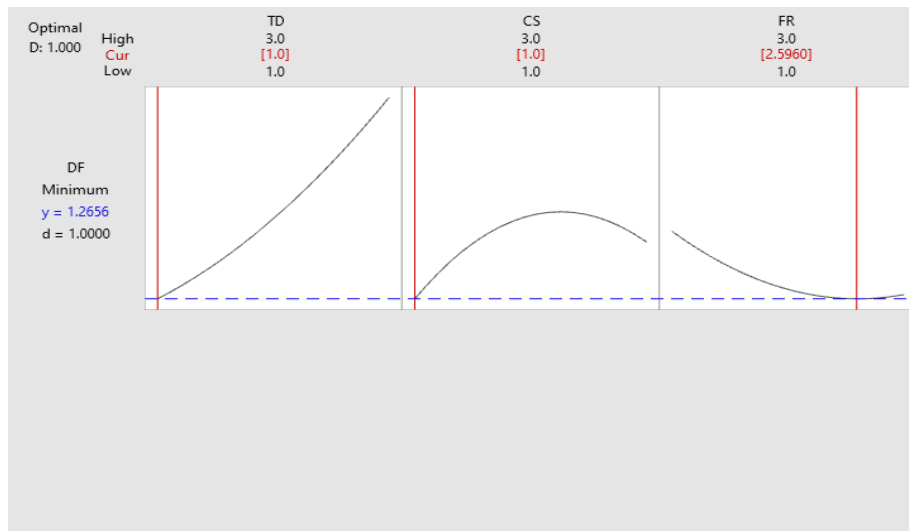 Optimal
D: 1.000
High
Cur
Low
TD
3.0
[1.0]
1.0
CS
3.0
[1.0]
1.0
FR
3.0
[2.5960]
1.0
DF
Minimum
y = 1.2656
d = 1.0000